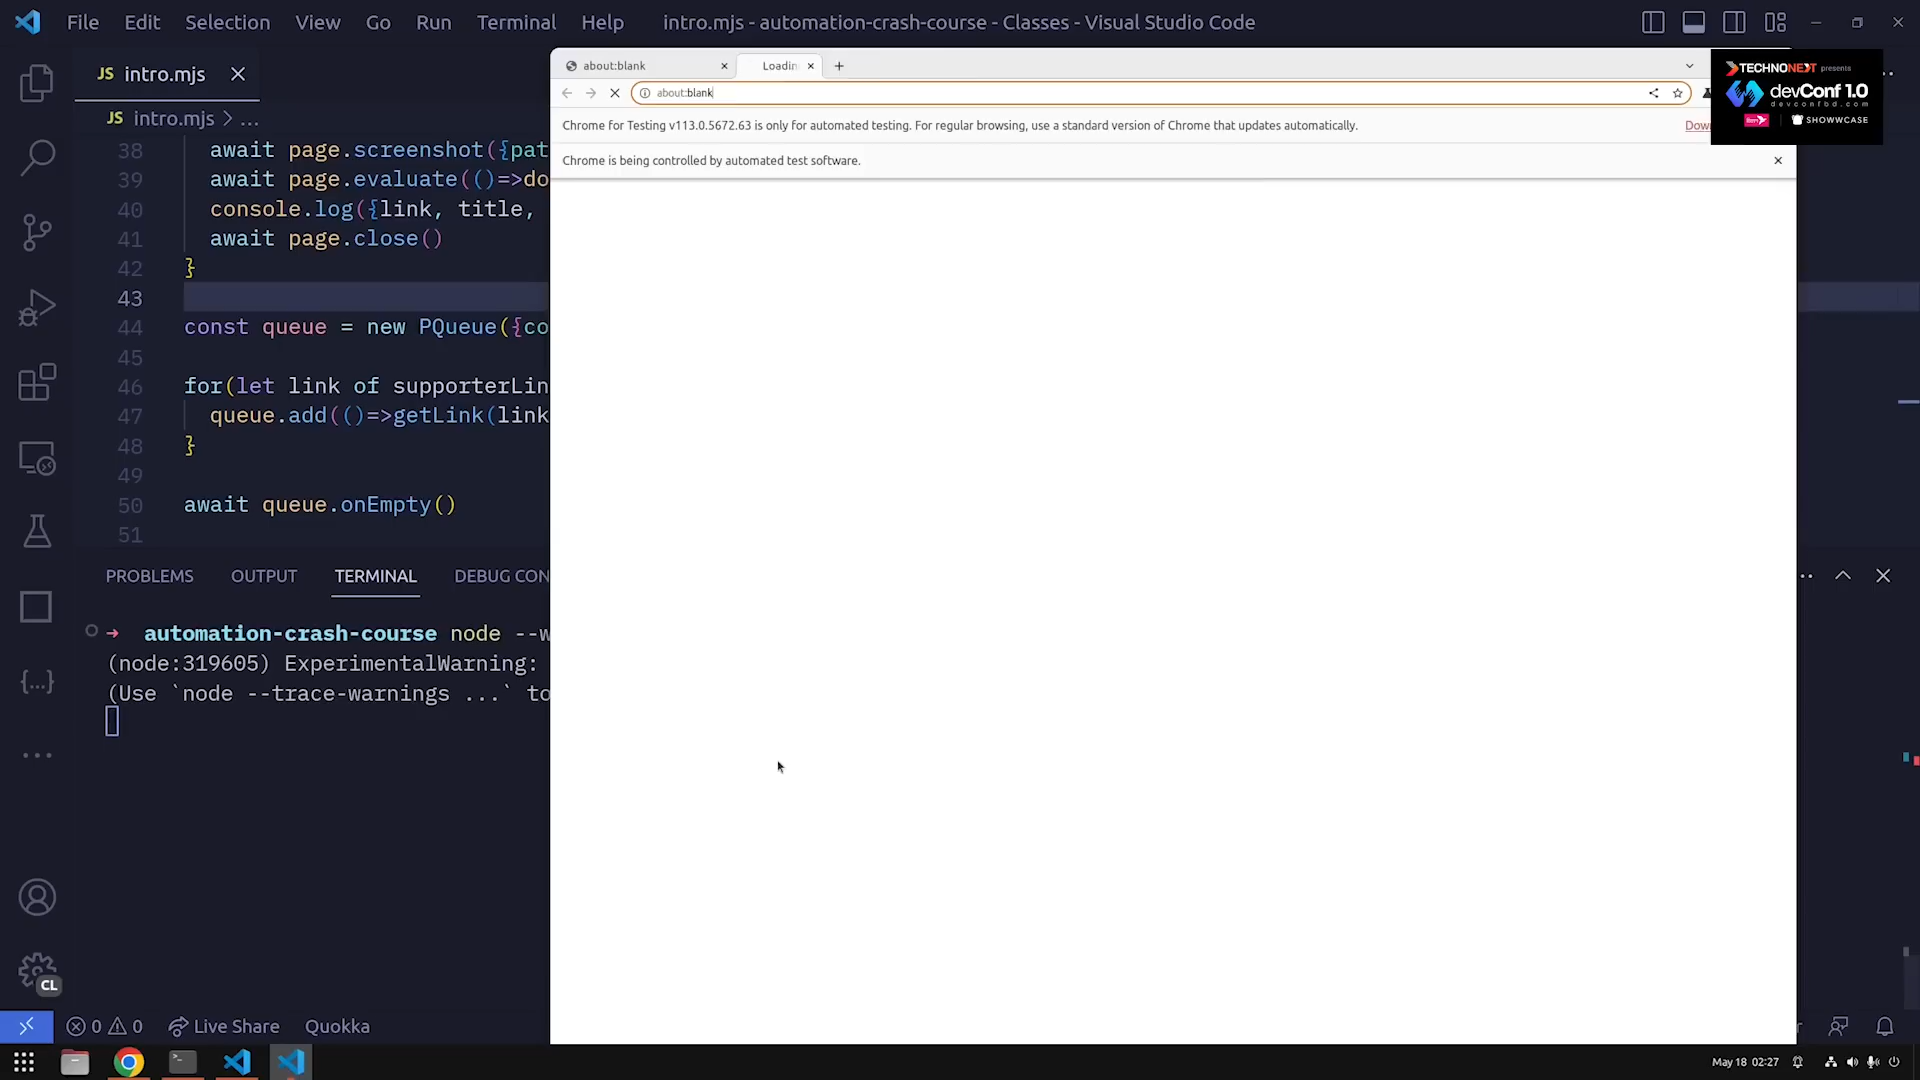 File Edit Selection View Go Run Terminal Help
intro.mjs - automation-crash-course - Classes - Visual Studio Code
JS intro.mjs
JS intro.mjs > ...
38 await page.screenshot({pat
39 await page.evaluate(()=>do
40 console.log({link, title,
41 await page.close()
42 }
43
44 const queue = new PQueue({co
45
46 for(let link of supporterLin
47 queue.add(()=>getLink(link
48 }
49
50 await queue.onEmpty()
51
PROBLEMS OUTPUT TERMINAL DEBUG CON
➜ automation-crash-course node --w
(node:319605) ExperimentalWarning:
(Use `node --trace-warnings ...` to
about:blank
Loadin
about:blank
Chrome for Testing v113.0.5672.63 is only for automated testing. For regular browsing, use a standard version of Chrome that updates automatically.
Dow
Chrome is being controlled by automated test software.
TECHNONEXT presents
devConf 1.0
devconfbd.com
SHOWWCASE
CL
0 0 Live Share Quokka
May 18 02:27